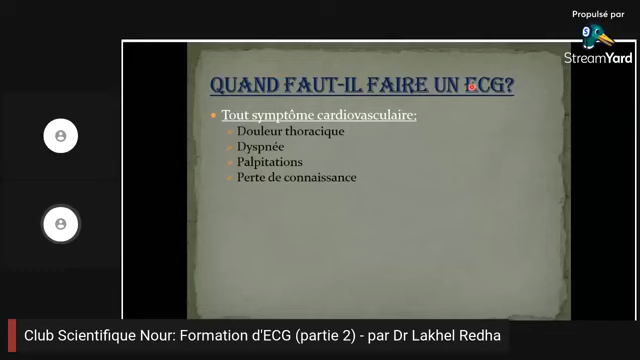 Propulsé par
StreamYard
QUAND FAUT-IL FAIRE UN ECG?
Tout symptôme cardiovasculaire:
Douleur thoracique
Dyspnée
Palpitations
Perte de connaissance
Club Scientifique Nour: Formation d'ECG (partie 2) - par Dr Lakhel Redha